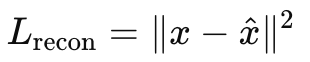 L_recon = ‖x − x̂‖²